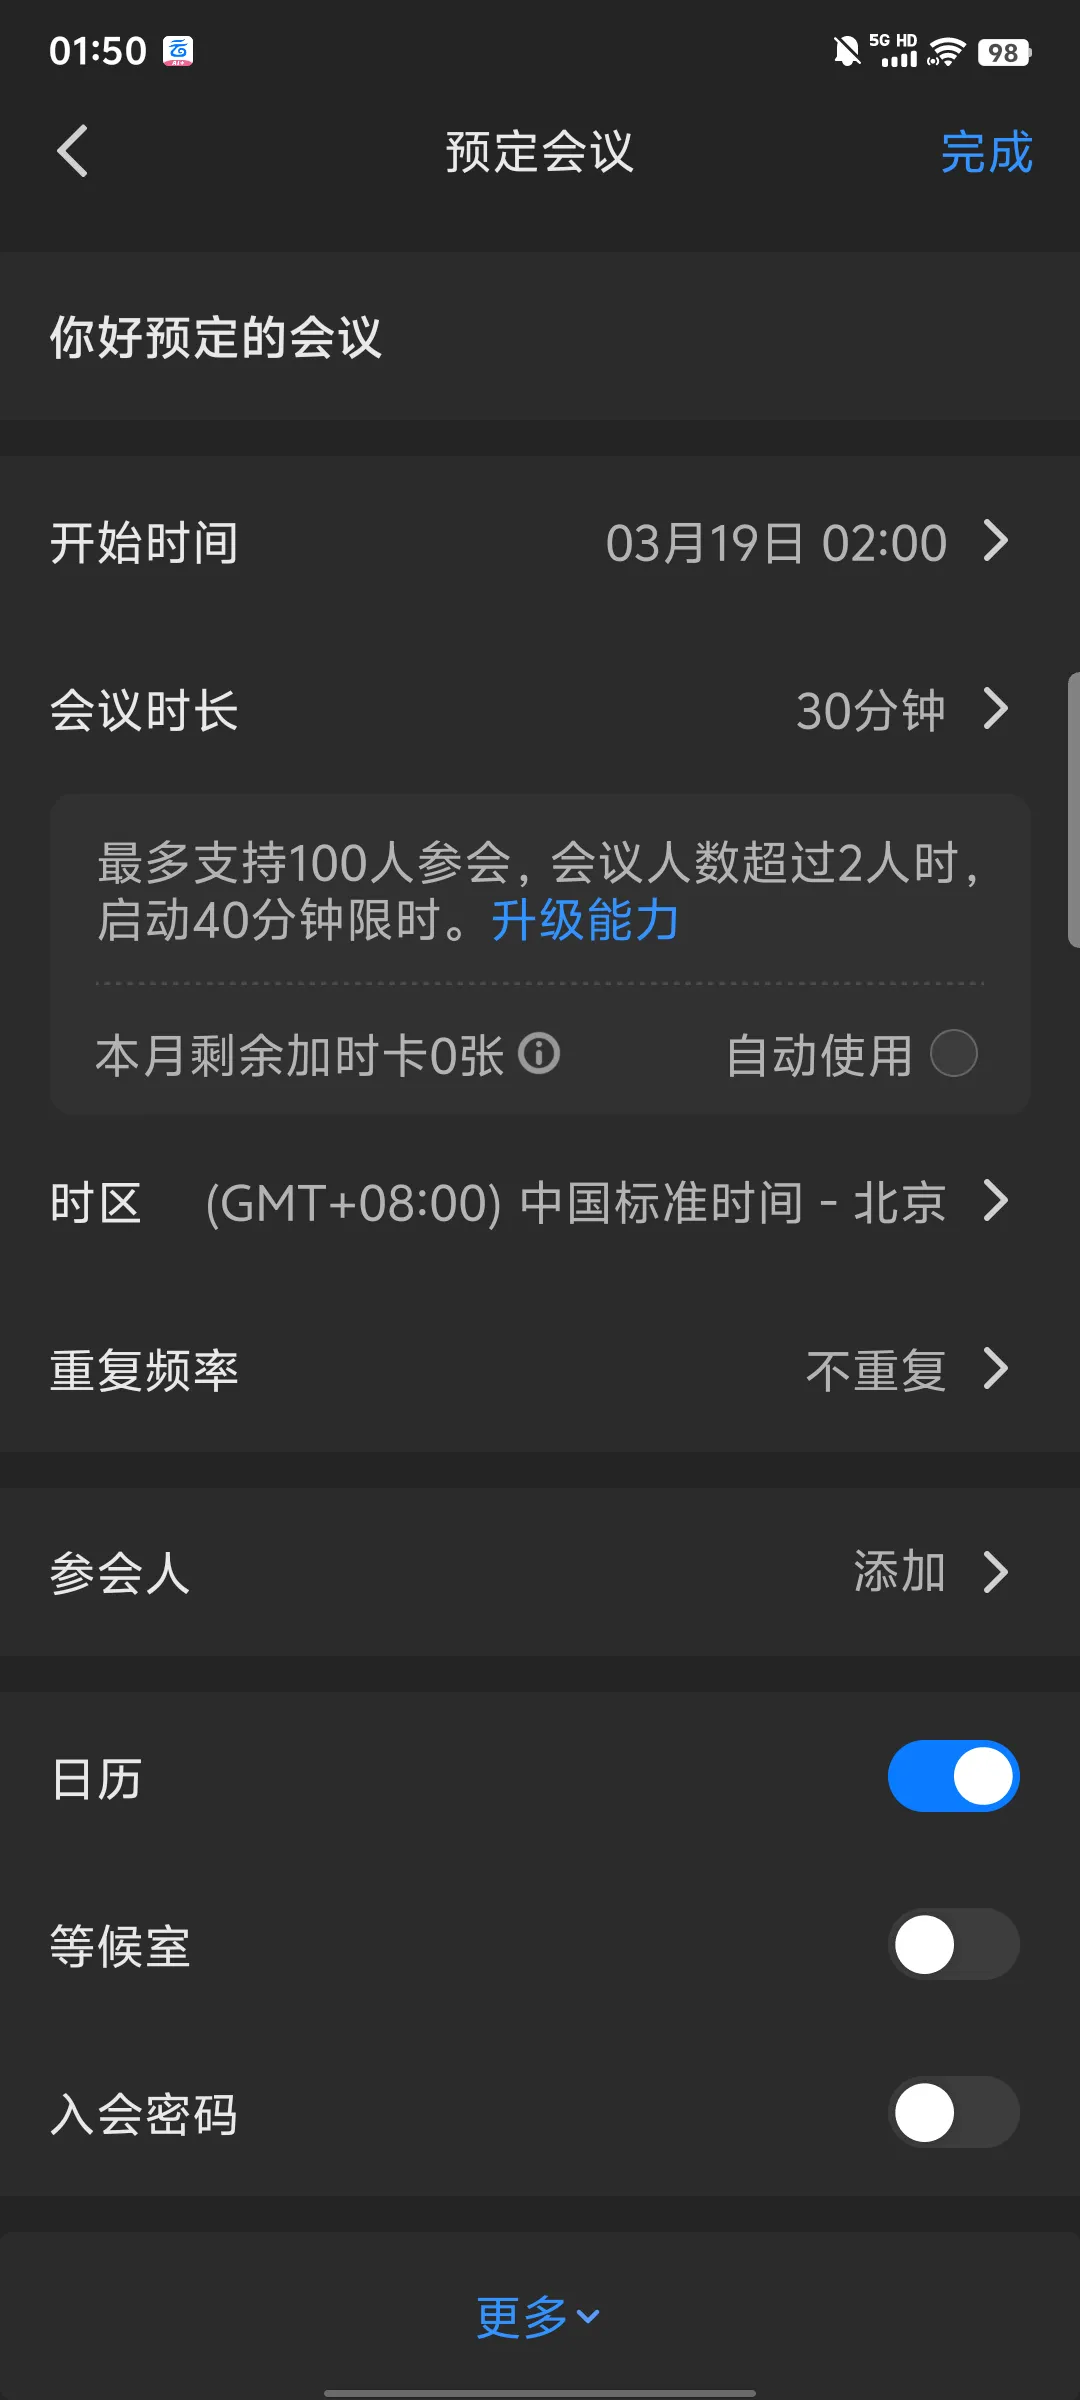 01:50
5G HD
98
预定会议
完成
你好预定的会议
开始时间
03月19日 02:00
会议时长
30分钟
最多支持100人参会，会议人数超过2人时，
启动40分钟限时。升级能力
本月剩余加时卡0张
自动使用
时区
(GMT+08:00) 中国标准时间 - 北京
重复频率
不重复
参会人
添加
日历
等候室
入会密码
更多